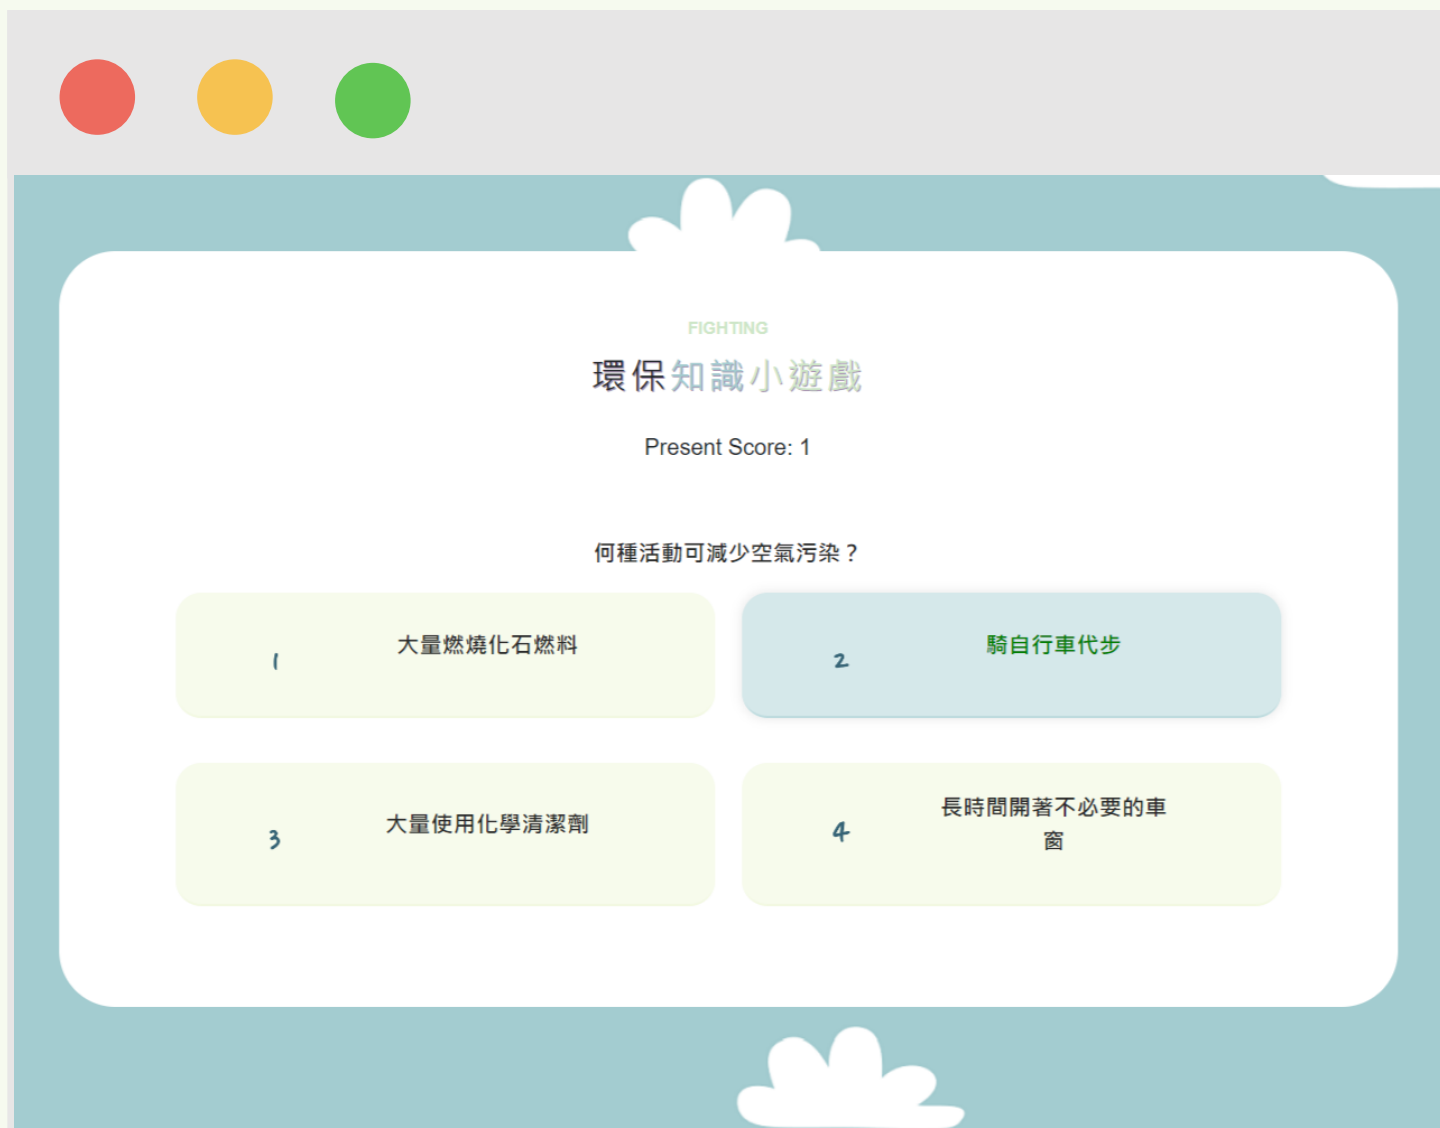 FIGHTING
環保知識小遊戲
Present Score: 1
何種活動可減少空氣污染？
1
大量燃燒化石燃料
2
騎自行車代步
3
大量使用化學清潔劑
4
長時間開著不必要的車
窗